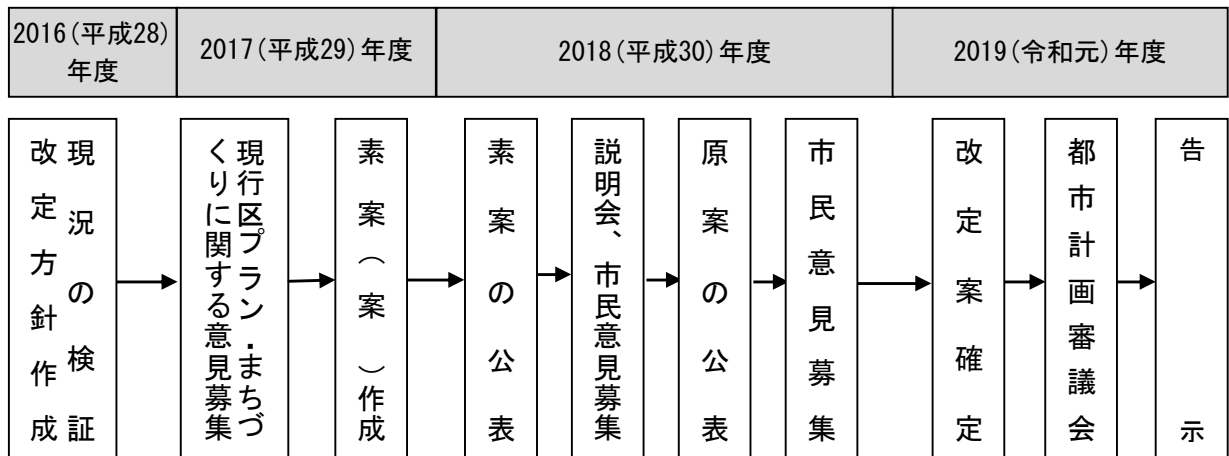 2016(平成28)
年度
2017(平成29)年度
2018(平成30)年度
2019(令和元)年度
現況の検証
改定方針作成
現行区プラン・まちづ
くりに関する意見募集
素案(案)作成
素案の公表
説明会、市民意見募集
原案の公表
市民意見募集
改定案確定
都市計画審議会
告示